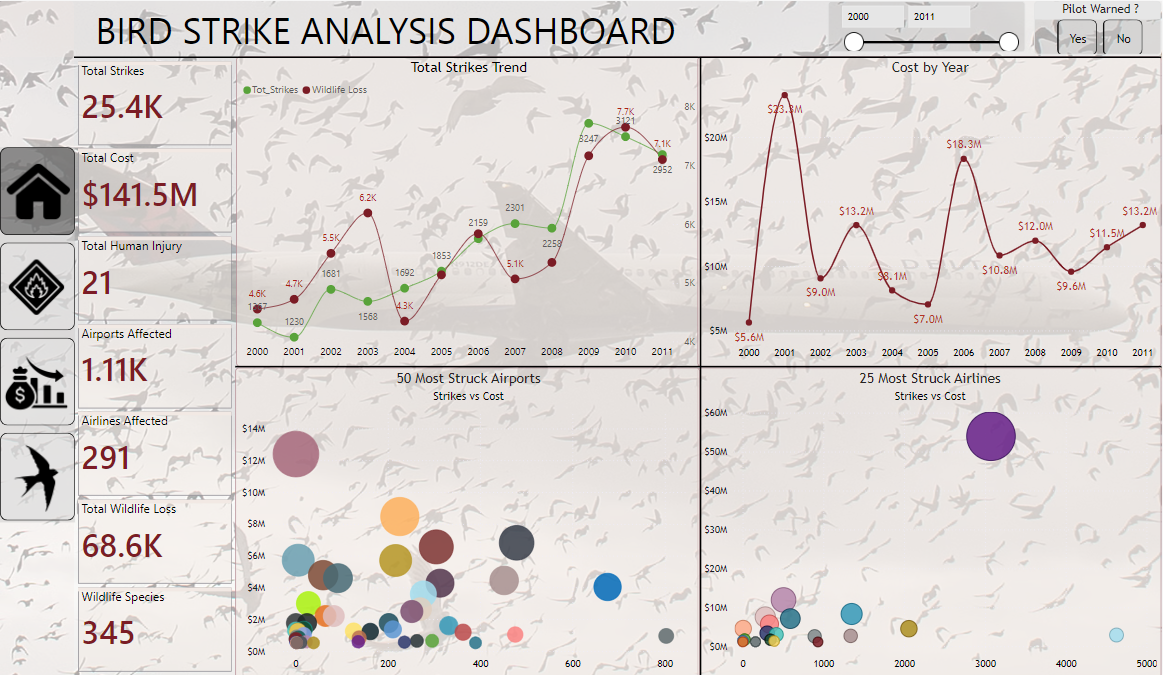 BIRD STRIKE ANALYSIS DASHBOARD
2000
2011
Pilot Warned ?
Yes
No
Total Strikes
25.4K
Total Cost
$141.5M
Total Human Injury
21
Airports Affected
1.11K
Airlines Affected
291
Total Wildlife Loss
68.6K
Wildlife Species
345
Total Strikes Trend
Tot_Strikes Wildlife Loss
4.6K
4.7K
1230
5.5K
1681
6.2K
1568
1692
4.3K
1853
2159
2301
5.1K
2258
3247
7.7K
3121
7.1K
2952
8K
7K
6K
5K
4K
2000 2001 2002 2003 2004 2005 2006 2007 2008 2009 2010 2011
Cost by Year
$20M
$15M
$10M
$5M
$5.6M
$23.3M
$9.0M
$13.2M
$8.1M
$7.0M
$18.3M
$10.8M
$12.0M
$9.6M
$11.5M
$13.2M
2000 2001 2002 2003 2004 2005 2006 2007 2008 2009 2010 2011
50 Most Struck Airports
Strikes vs Cost
$14M
$12M
$10M
$8M
$6M
$4M
$2M
$0M
0 200 400 600 800
25 Most Struck Airlines
Strikes vs Cost
$60M
$50M
$40M
$30M
$20M
$10M
$0M
0 1000 2000 3000 4000 5000